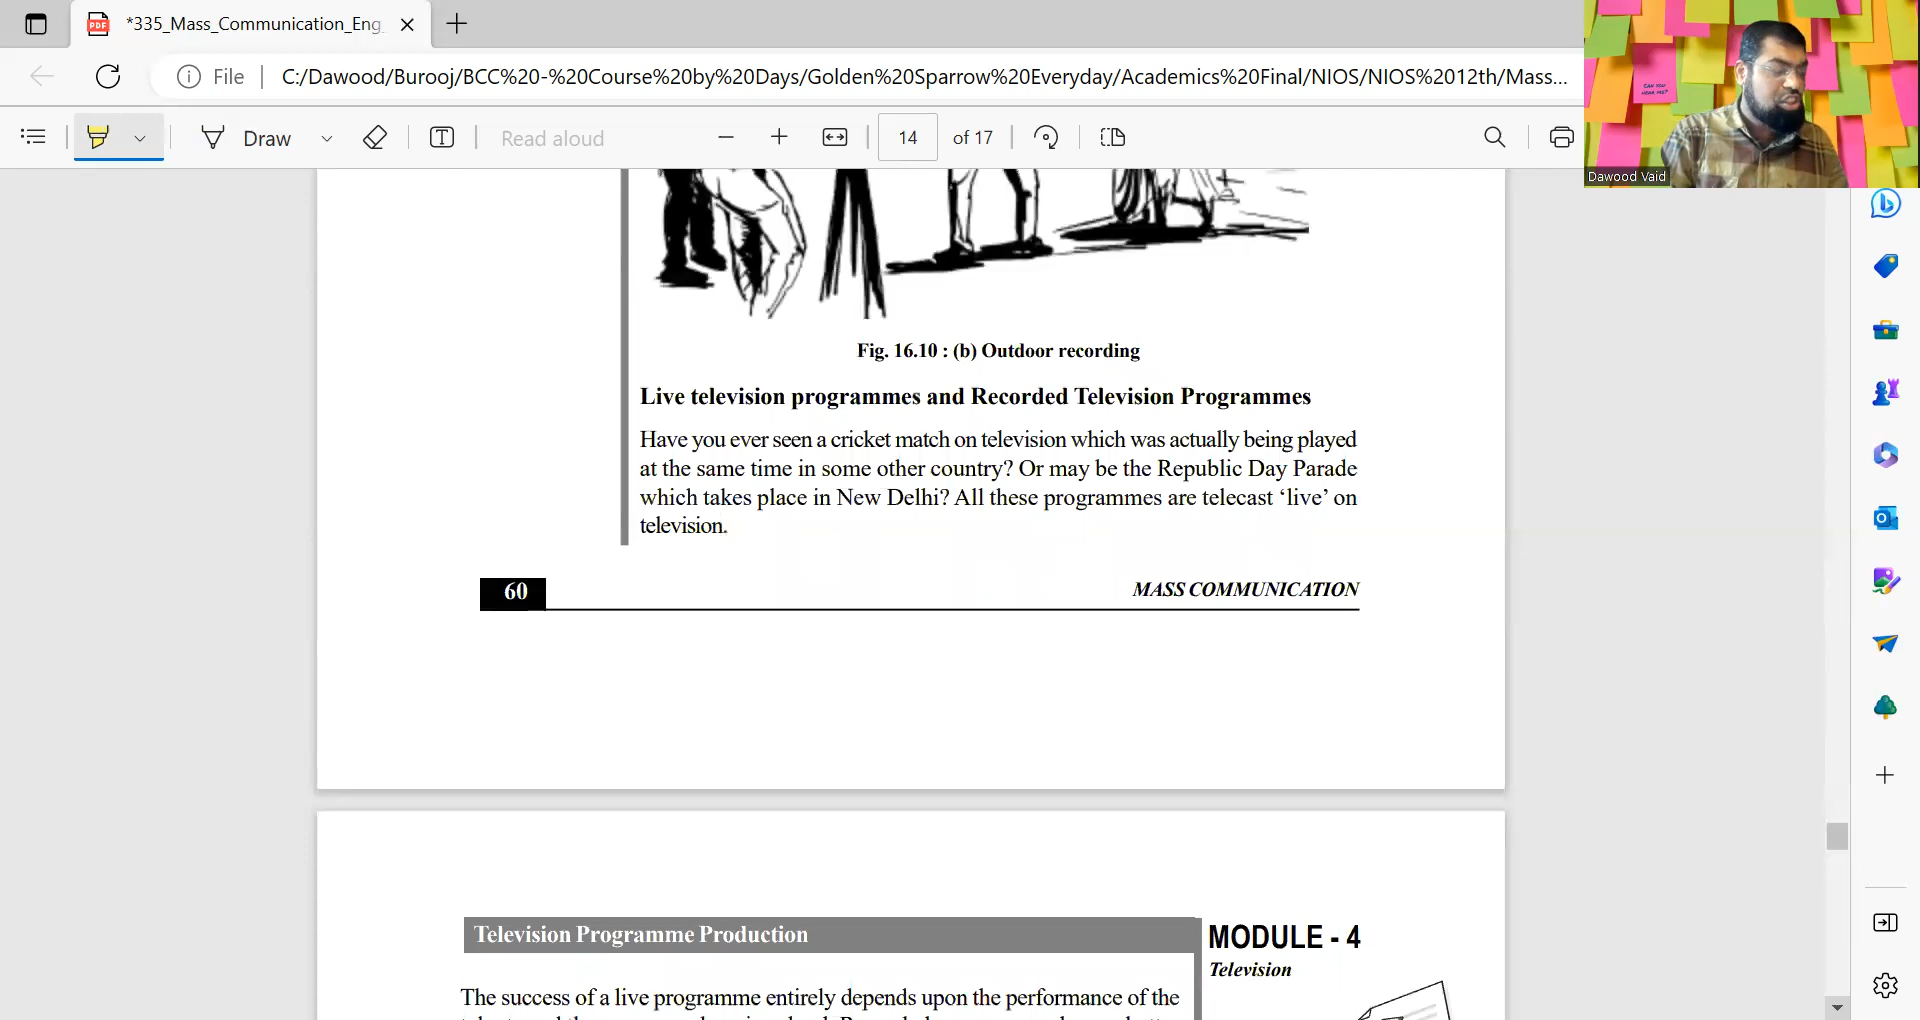 *335_Mass_Communication_Eng
File
C:/Dawood/Burooj/BCC%20-%20Course%20by%20Days/Golden%20Sparrow%20Everyday/Academics%20Final/NIOS/NIOS%2012th/Mass...
Draw
Read aloud
14 of 17
CAN YOU
HEAR ME?
Dawood Vaid
Fig. 16.10 : (b) Outdoor recording
Live television programmes and Recorded Television Programmes
Have you ever seen a cricket match on television which was actually being played
at the same time in some other country? Or may be the Republic Day Parade
which takes place in New Delhi? All these programmes are telecast ‘live’ on
television.
60
MASS COMMUNICATION
Television Programme Production
MODULE - 4
Television
The success of a live programme entirely depends upon the performance of the